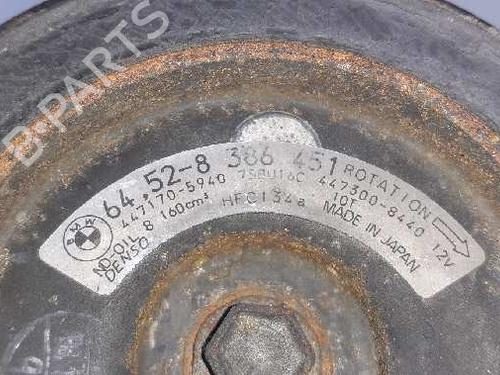 B-PARTS
BMW
64.52-8 386 451 ROTATION
447170-5940 7SBU16C 447300-8440
ND-OIL 8 160cm³ HFC134a 10T 12V
DENSO MADE IN JAPAN